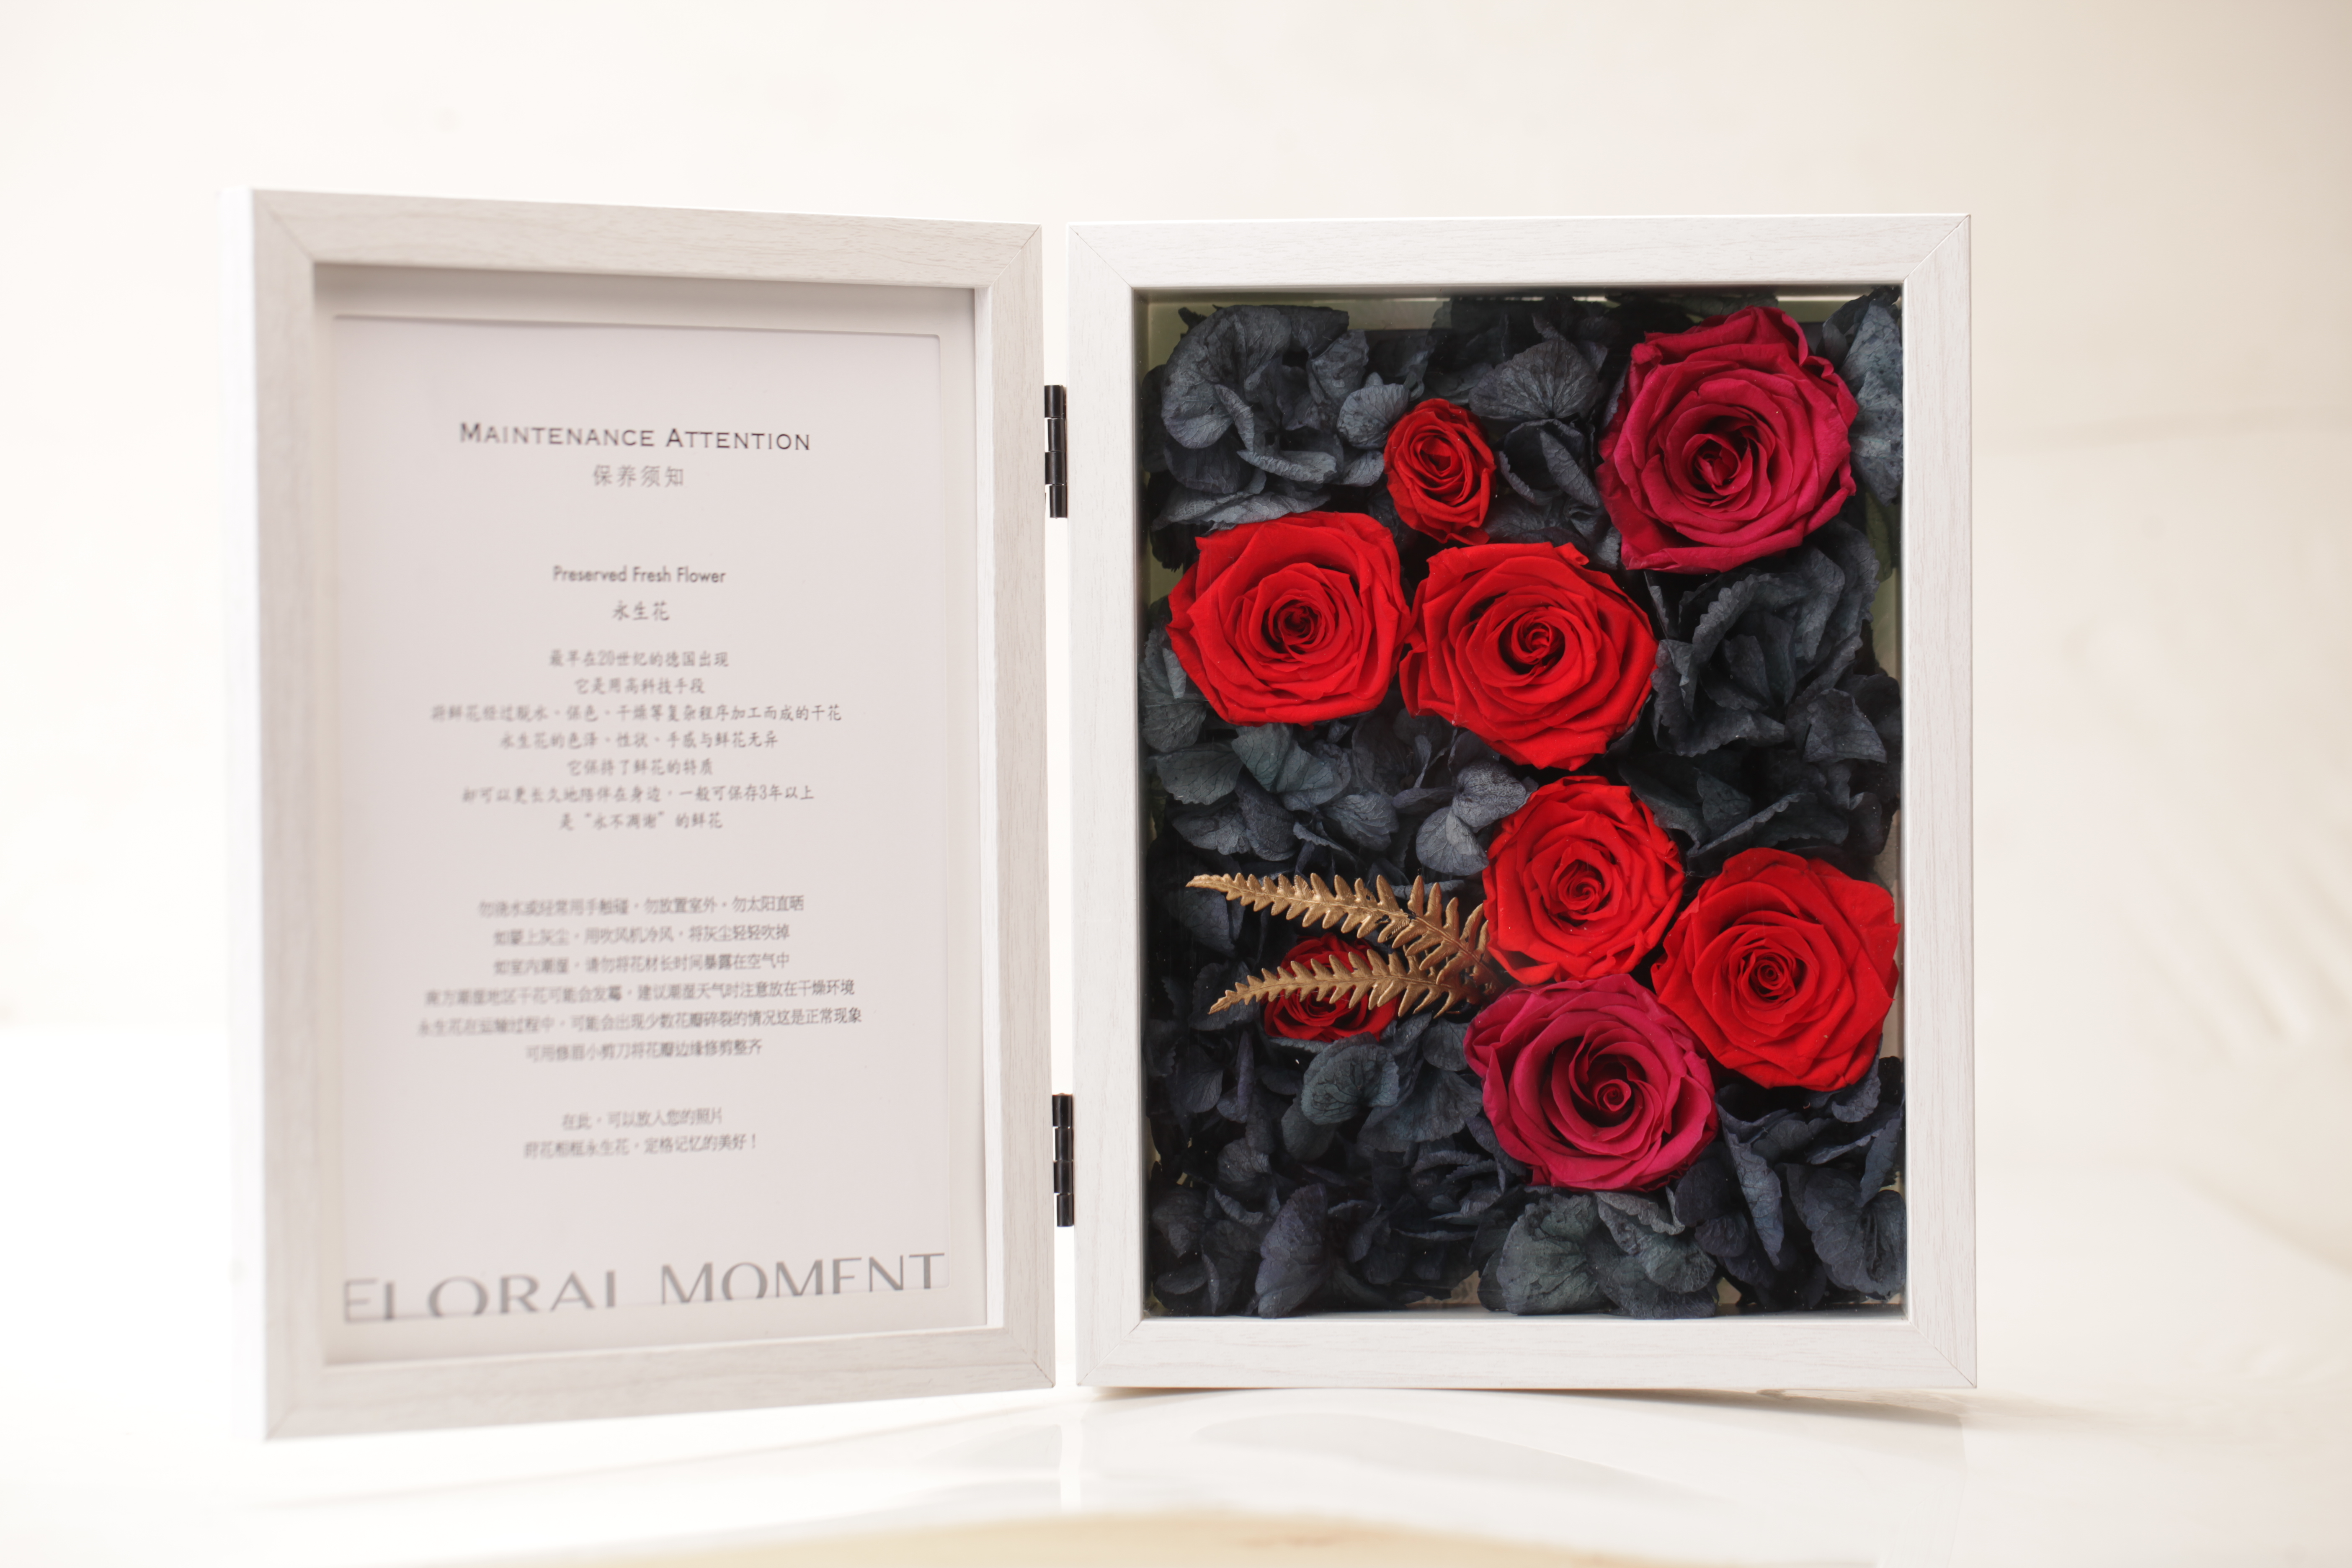 MAINTENANCE ATTENTION
保养须知
Preserved Fresh Flower
永生花
最早在20世纪的德国出现
它是用高科技手段
将鲜花经过脱水、保色、干燥等复杂程序加工而成的干花
永生花的色泽、性状、手感与鲜花无异
它保持了鲜花的特质
却可以更长久地陪伴在身边，一般可保存3年以上
是“永不凋谢”的鲜花
勿浇水或经常用手触碰，勿放置室外，勿太阳直晒
如蒙上灰尘，用吹风机冷风，将灰尘轻轻吹掉
如室内潮湿，请勿将花材长时间暴露在空气中
南方潮湿地区干花可能会发霉，建议潮湿天气时注意放在干燥环境
永生花在运输过程中，可能会出现少数花瓣碎裂的情况这是正常现象
可用修眉小剪刀将花瓣边缘修剪整齐
在此，可以放入您的照片
将花相框永生花，定格记忆的美好！
FLORAL MOMENT